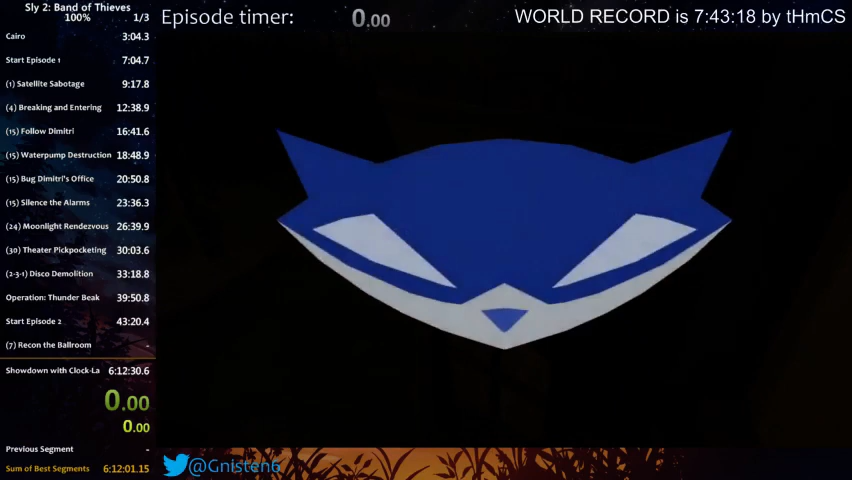 Sly 2: Band of Thieves
100% 1/3
Episode timer: 0.00
WORLD RECORD is 7:43:18 by tHmCS
Cairo 3:04.3
Start Episode 1 7:04.7
(1) Satellite Sabotage 9:17.8
(4) Breaking and Entering 12:38.9
(15) Follow Dimitri 16:41.6
(15) Waterpump Destruction 18:48.9
(15) Bug Dimitri's Office 20:50.8
(15) Silence the Alarms 23:36.3
(24) Moonlight Rendezvous 26:39.9
(30) Theater Pickpocketing 30:03.6
(2-3-1) Disco Demolition 33:18.8
Operation: Thunder Beak 39:50.8
Start Episode 2 43:20.4
(7) Recon the Ballroom -
Showdown with Clock-La 6:12:30.6
0.00
0.00
Previous Segment -
Sum of Best Segments 6:12:01.15
@Gnisten6